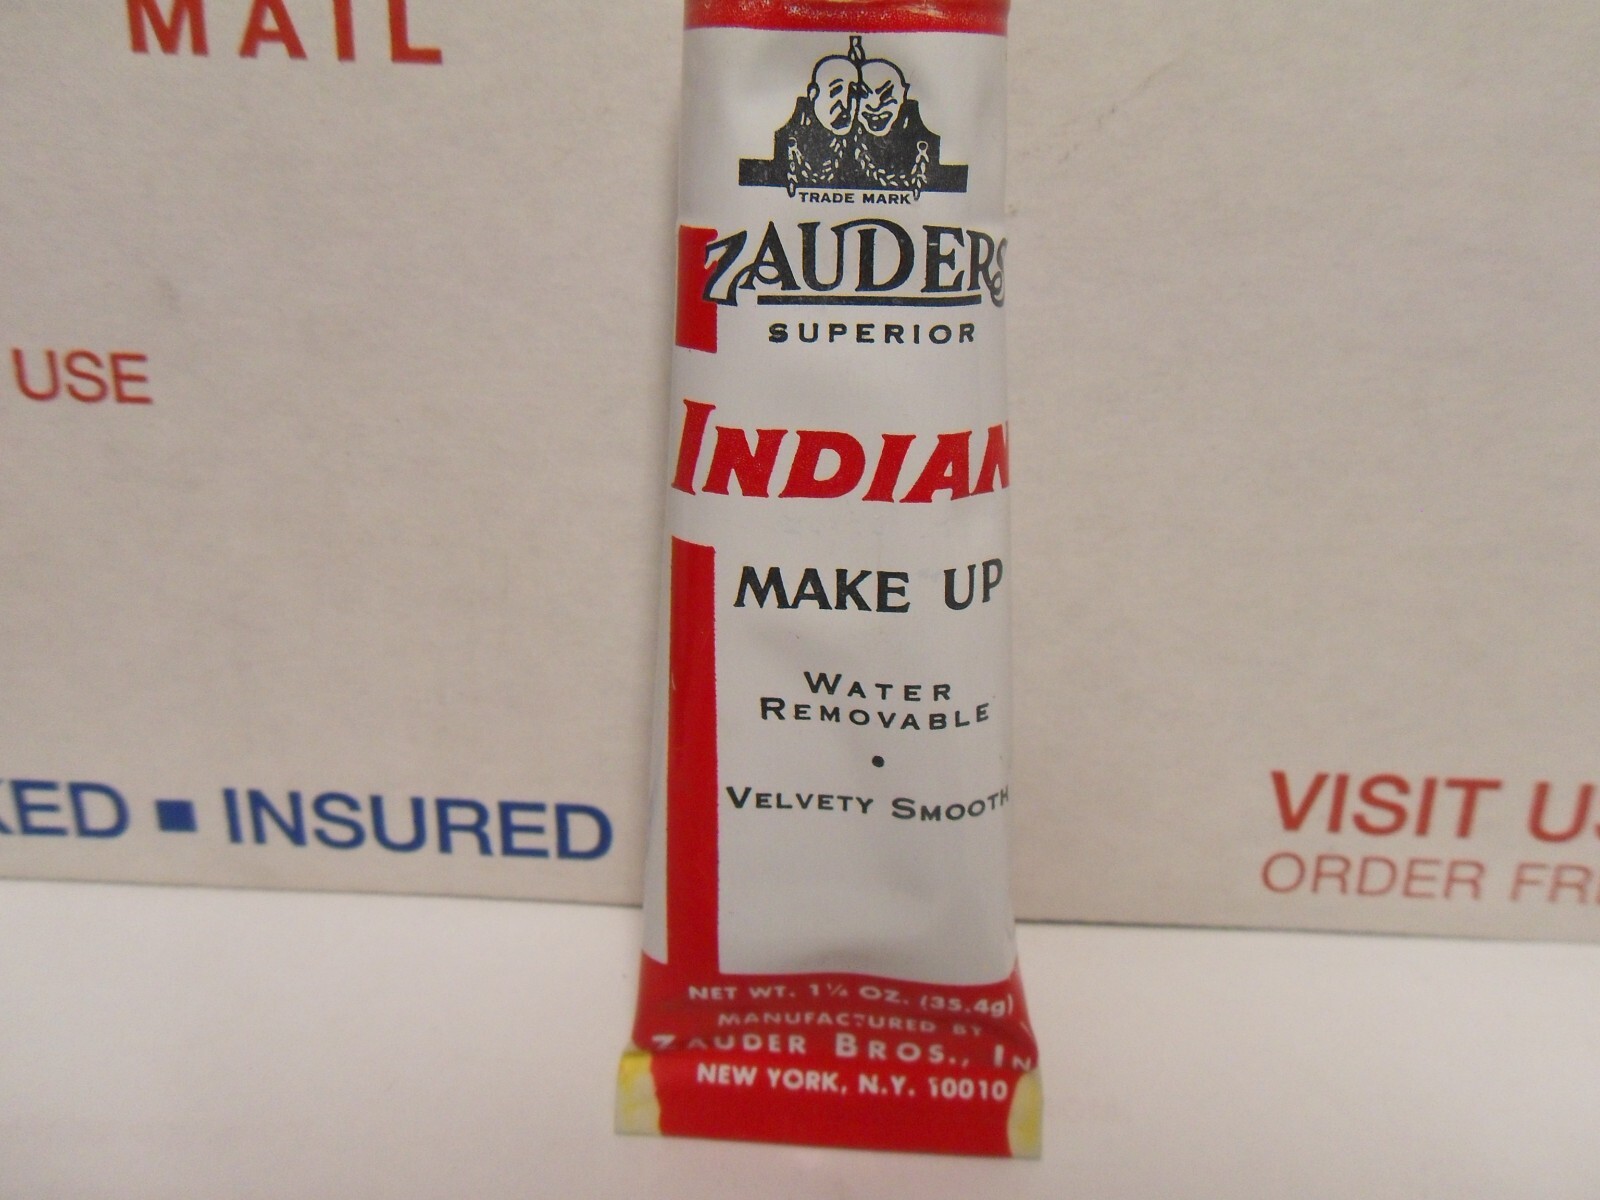 MAIL
TRADE MARK
ZAUDERS
SUPERIOR
USE
INDIAN
MAKE UP
WATER
REMOVABLE
•
VELVETY SMOOTH
KED ■ INSURED
VISIT US
ORDER FR
NET WT. 1¼ OZ. (35.4g)
MANUFACTURED BY
ZAUDER BROS., IN
NEW YORK, N.Y. 10010